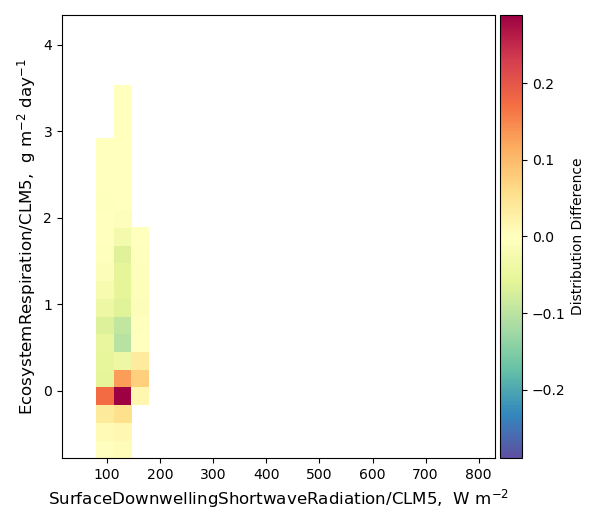 4
3
2
1
0
EcosystemRespiration/CLM5, g m⁻² day⁻¹
100 200 300 400 500 600 700 800
SurfaceDownwellingShortwaveRadiation/CLM5, W m⁻²
0.2
0.1
0.0
−0.1
−0.2
Distribution Difference